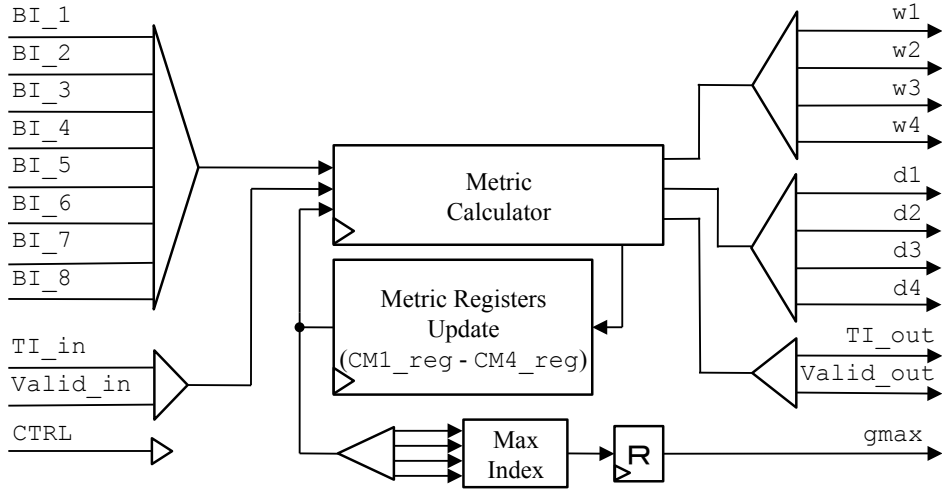 BI_1
BI_2
BI_3
BI_4
BI_5
BI_6
BI_7
BI_8
TI_in
Valid_in
CTRL
Metric
Calculator
Metric Registers
Update
(CM1_reg - CM4_reg)
Max
Index
R
w1
w2
w3
w4
d1
d2
d3
d4
TI_out
Valid_out
gmax